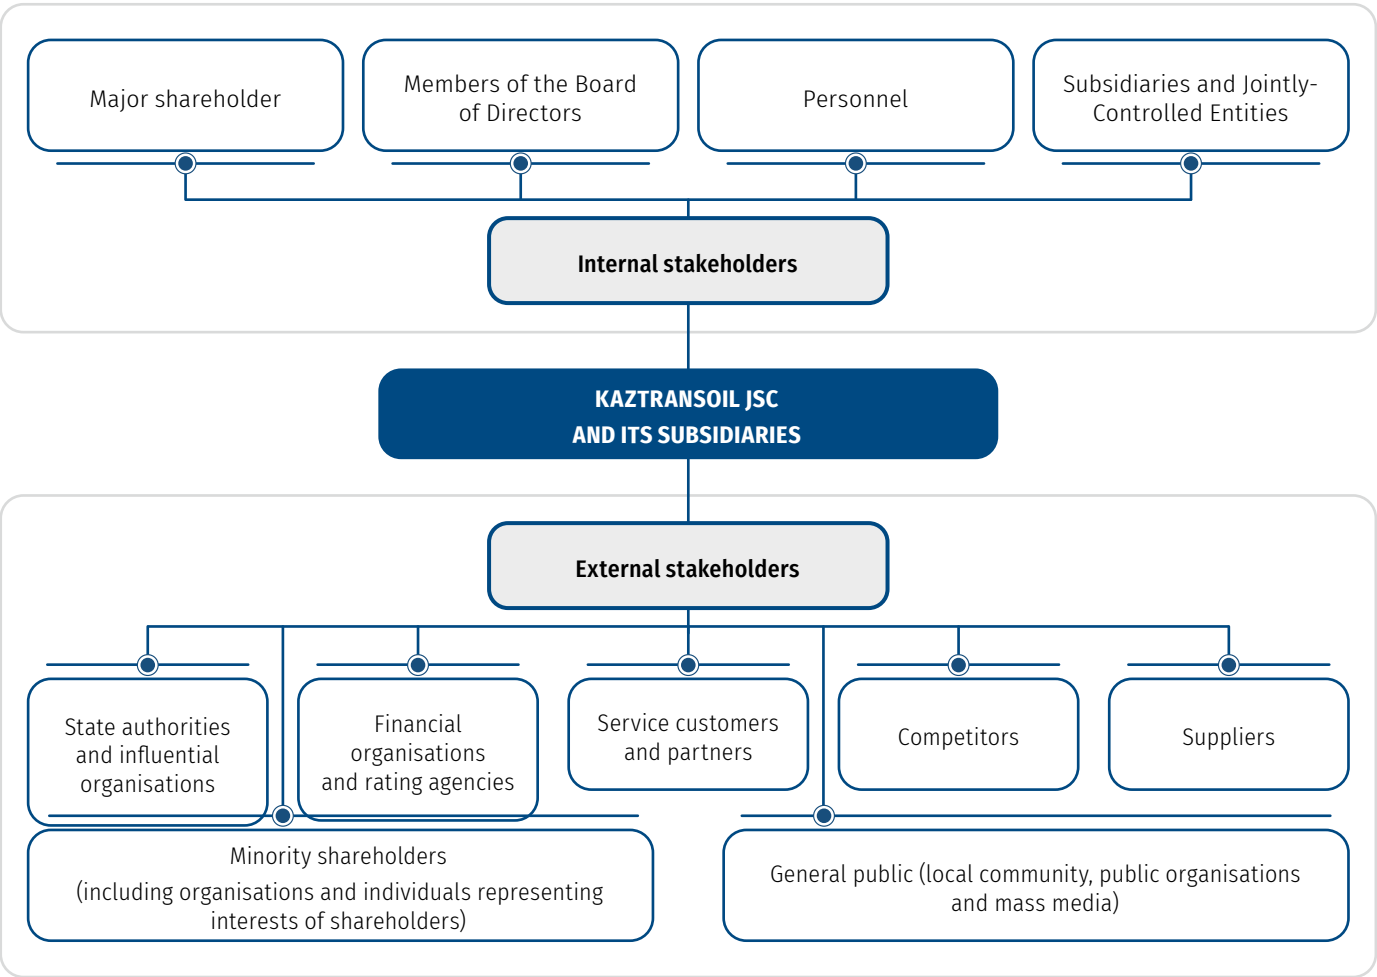 Major shareholder
Members of the Board
of Directors
Personnel
Subsidiaries and Jointly-
Controlled Entities
Internal stakeholders
KAZTRANSOIL JSC
AND ITS SUBSIDIARIES
External stakeholders
State authorities
and influential
organisations
Financial
organisations
and rating agencies
Service customers
and partners
Competitors
Suppliers
Minority shareholders
(including organisations and individuals representing
interests of shareholders)
General public (local community, public organisations
and mass media)